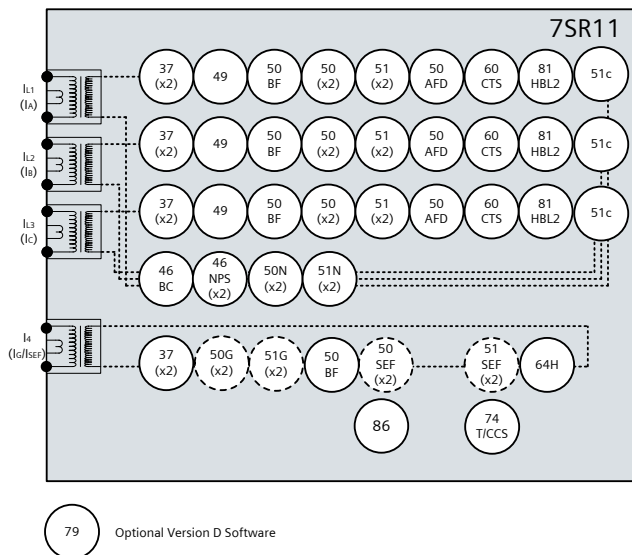 7SR11
IL1
(IA)
37
(x2)
49
50
BF
50
(x2)
51
(x2)
50
AFD
60
CTS
81
HBL2
51c
IL2
(IB)
37
(x2)
49
50
BF
50
(x2)
51
(x2)
50
AFD
60
CTS
81
HBL2
51c
IL3
(IC)
37
(x2)
49
50
BF
50
(x2)
51
(x2)
50
AFD
60
CTS
81
HBL2
51c
46
BC
46
NPS
(x2)
50N
(x2)
51N
(x2)
I4
(IG/ISEF)
37
(x2)
50G
(x2)
51G
(x2)
50
BF
50
SEF
(x2)
51
SEF
(x2)
64H
86
74
T/CCS
79
Optional Version D Software